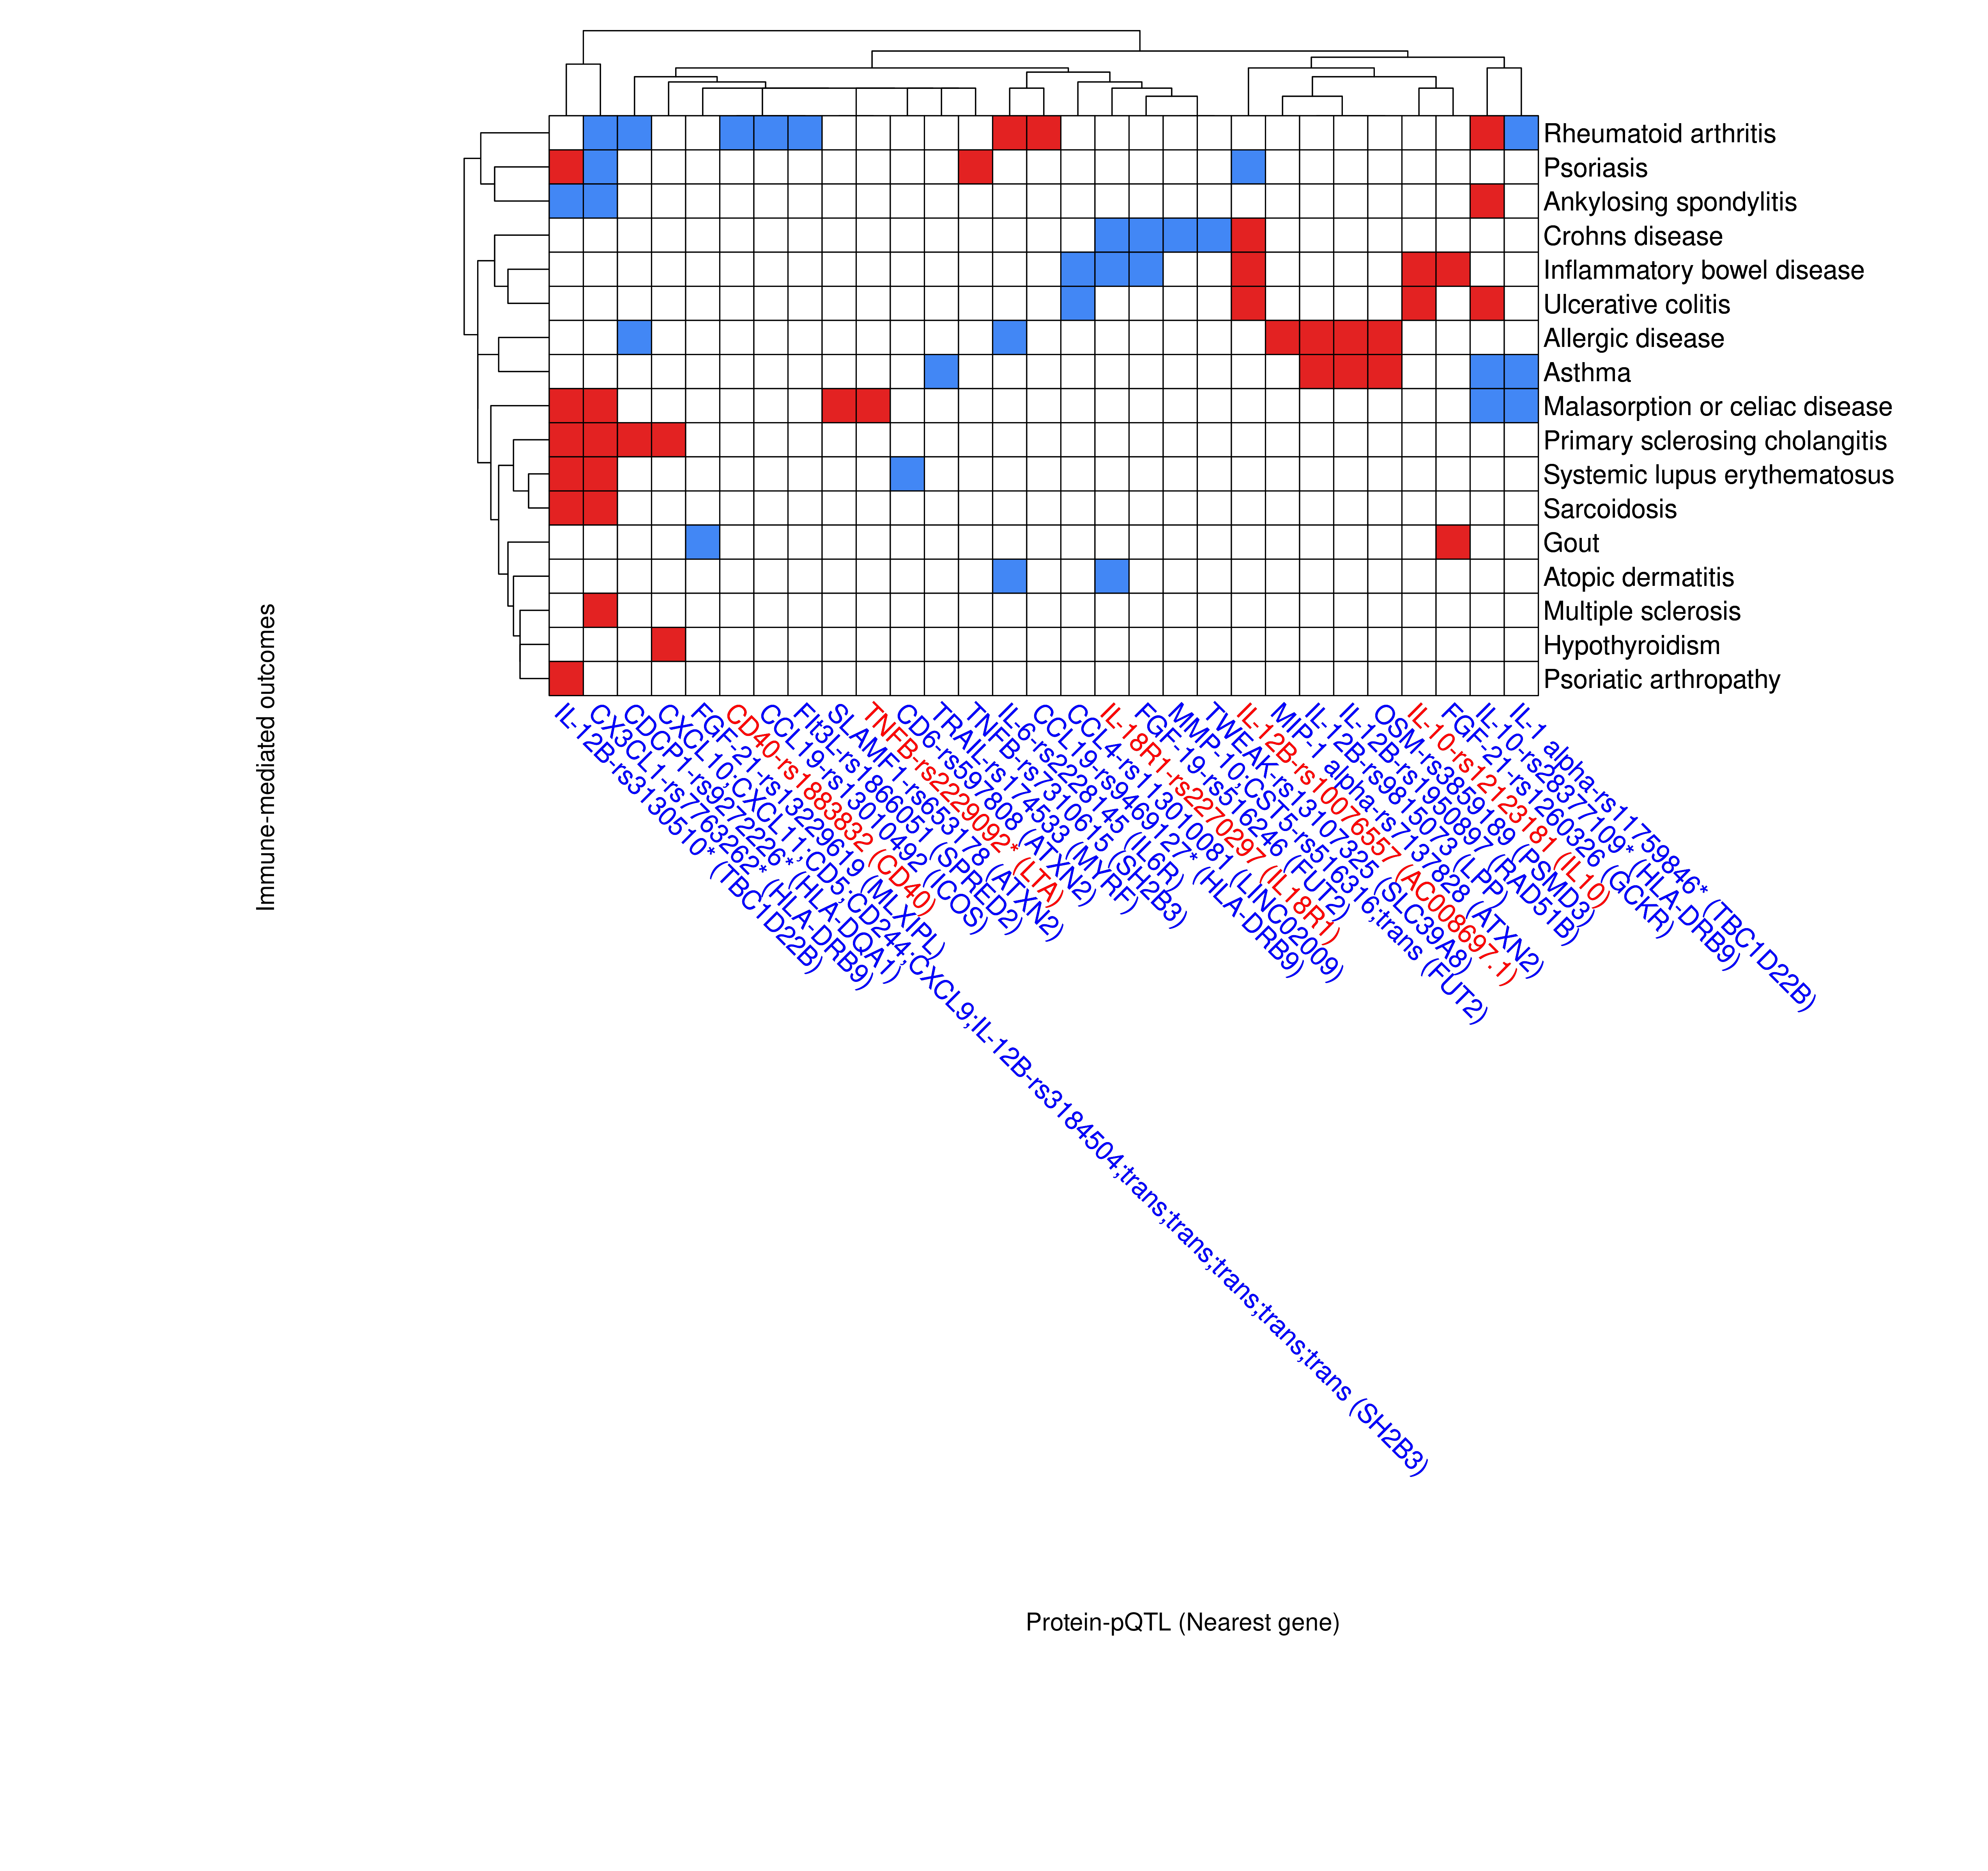 Rheumatoid arthritis
Psoriasis
Ankylosing spondylitis
Crohns disease
Inflammatory bowel disease
Ulcerative colitis
Allergic disease
Asthma
Malasorption or celiac disease
Primary sclerosing cholangitis
Systemic lupus erythematosus
Sarcoidosis
Gout
Atopic dermatitis
Multiple sclerosis
Hypothyroidism
Psoriatic arthropathy
Immune-mediated outcomes
IL-12B-rs3130510* (TBC1D22B)
CX3CL1-rs7763262* (HLA-DRB9)
CDCP1-rs9272226* (HLA-DQA1)
CXCL10;CXCL11;CD5;CD244;CXCL9;IL-12B-rs3184504;trans;trans;trans;trans;trans (SH2B3)
FGF-21-rs13229619 (MLXIPL)
CD40-rs1883832 (CD40)
CCL19-rs13010492 (ICOS)
Flt3L-rs1866051 (SPRED2)
SLAMF1-rs653178 (ATXN2)
TNFB-rs2229092* (LTA)
CD6-rs597808 (ATXN2)
TRAIL-rs174533 (MYRF)
TNFB-rs7310615 (SH2B3)
IL-6-rs2228145 (IL6R)
CCL19-rs9469127* (HLA-DRB9)
CCL4-rs113010081 (LINC02009)
IL-18R1-rs2270297 (IL18R1)
FGF-19-rs516246 (FUT2)
MMP-10;CST5-rs516316;trans (FUT2)
TWEAK-rs13107325 (SLC39A8)
IL-12B-rs10076557 (AC008697.1)
MIP-1 alpha-rs7137828 (ATXN2)
IL-12B-rs9815073 (LPP)
IL-12B-rs1950897 (RAD51B)
OSM-rs3859189 (PSMD3)
IL-10-rs12123181 (IL10)
FGF-21-rs1260326 (GCKR)
IL-10-rs28377109* (HLA-DRB9)
IL-1 alpha-rs11759846* (TBC1D22B)
Protein-pQTL (Nearest gene)